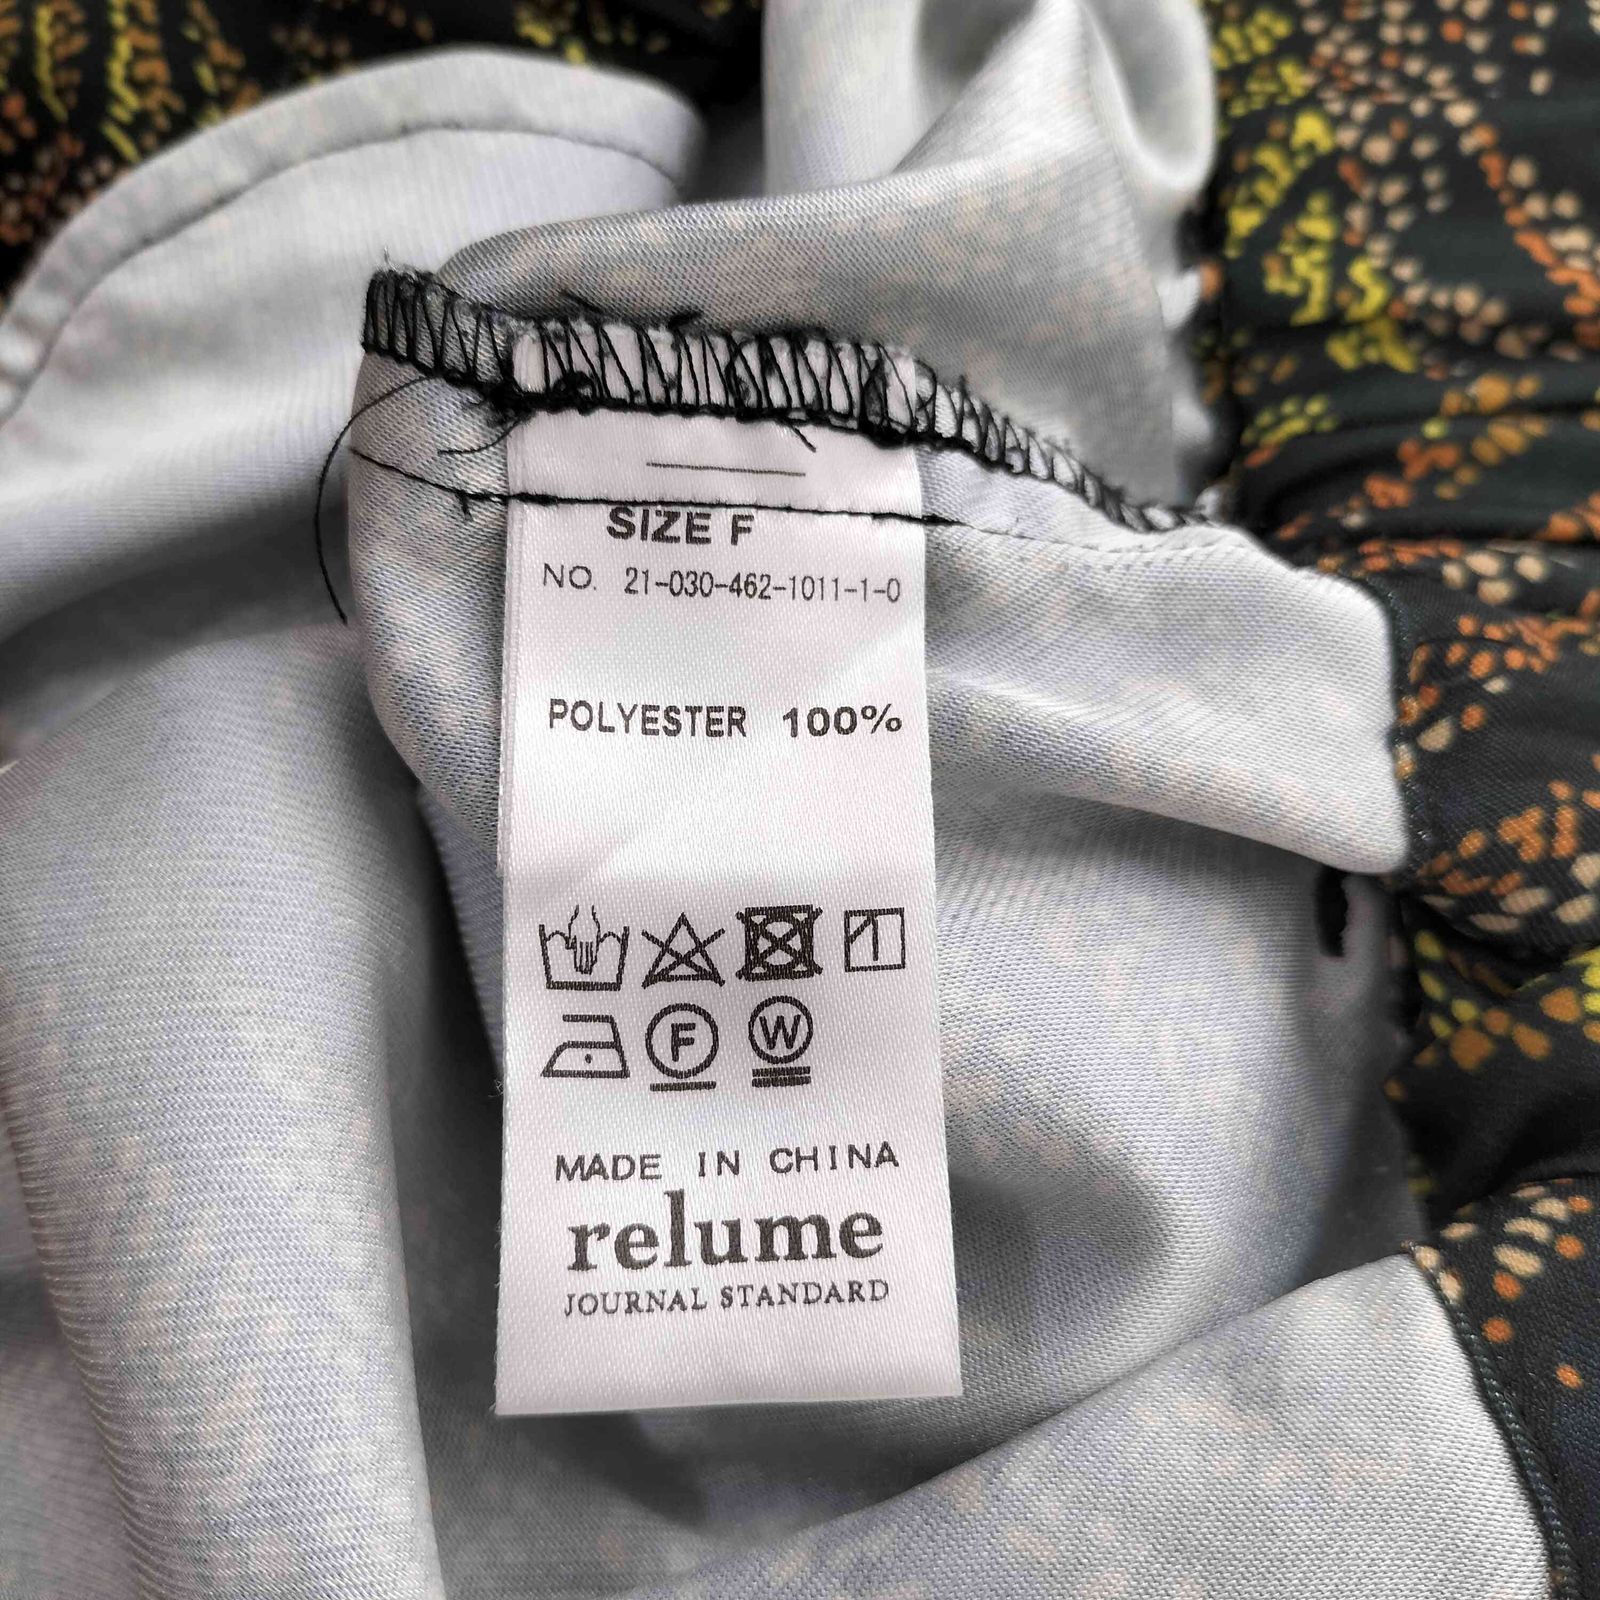 SIZE F
NO. 21-030-462-1011-1-0
POLYESTER 100%
F W
MADE IN CHINA
relume
JOURNAL STANDARD